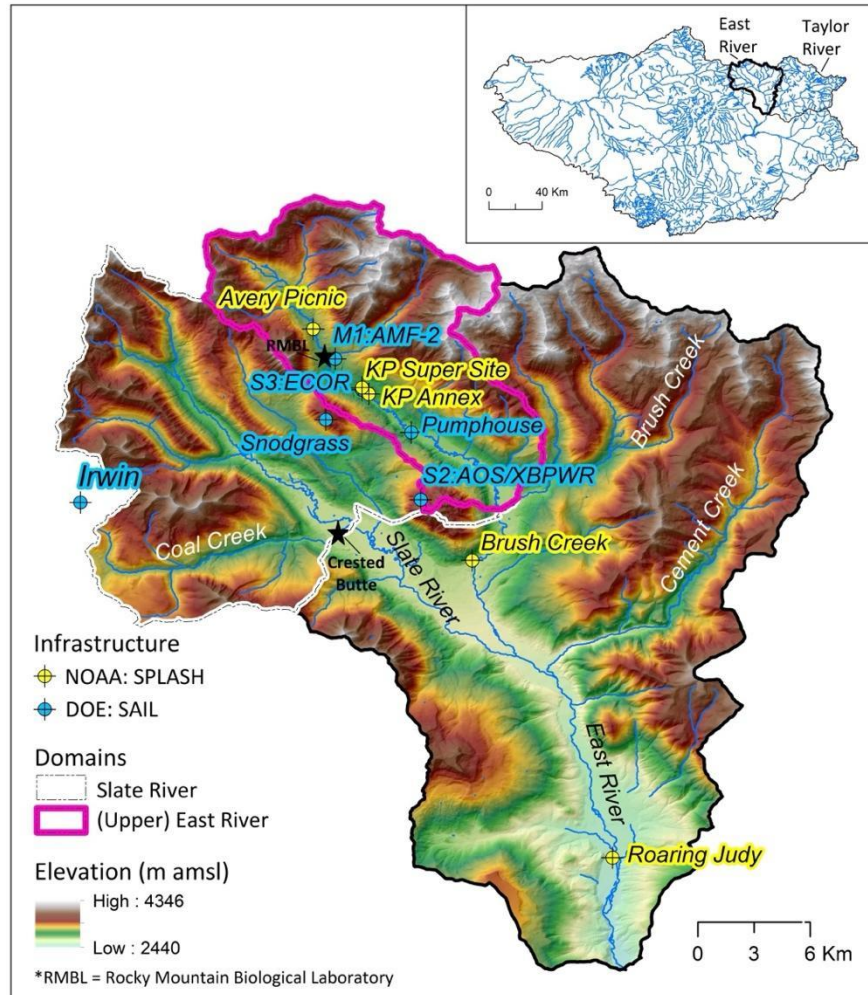 East
River
Taylor
River
0
40 Km
Avery Picnic
M1:AMF-2
RMBL
S3:ECOR
KP Super Site
KP Annex
Snodgrass
Pumphouse
Irwin
S2:AOS/XBPWR
Brush Creek
Cement Creek
Coal Creek
Crested
Butte
Slate River
Brush Creek
East River
Roaring Judy
Infrastructure
NOAA: SPLASH
DOE: SAIL
Domains
Slate River
(Upper) East River
Elevation (m amsl)
High : 4346
Low : 2440
*RMBL = Rocky Mountain Biological Laboratory
0 3 6 Km